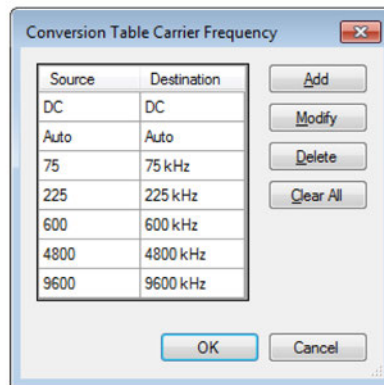 Conversion Table Carrier Frequency
Source Destination
DC DC
Auto Auto
75 75 kHz
225 225 kHz
600 600 kHz
4800 4800 kHz
9600 9600 kHz
Add
Modify
Delete
Clear All
OK Cancel